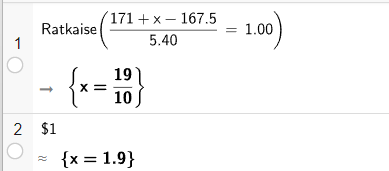 1 Ratkaise( (171 + x − 167.5) / 5.40 = 1.00 )
→ {x = 19/10}
2 $1
≈ {x = 1.9}